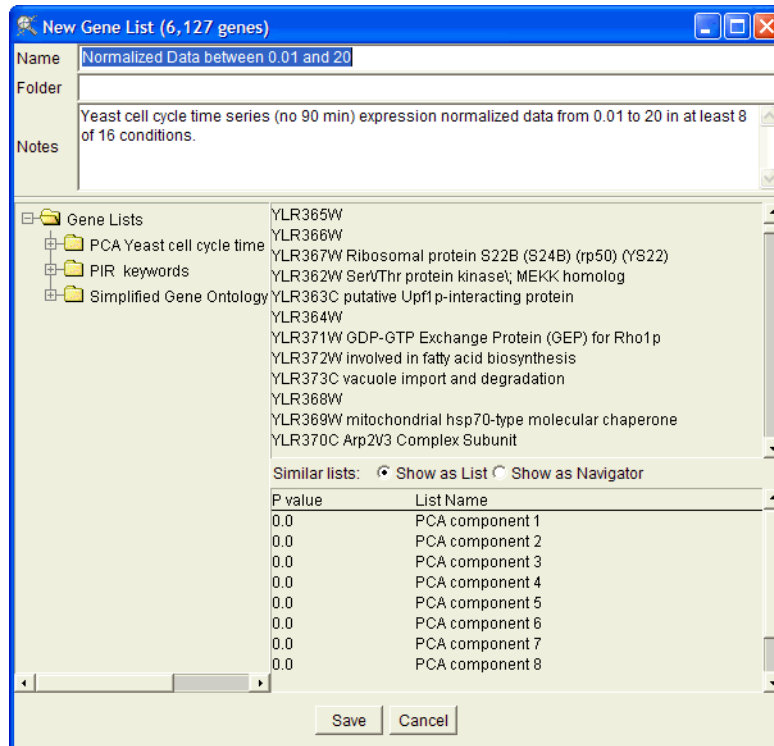 New Gene List (6,127 genes)
Name
Normalized Data between 0.01 and 20
Folder
Notes
Yeast cell cycle time series (no 90 min) expression normalized data from 0.01 to 20 in at least 8
of 16 conditions.
Gene Lists
PCA Yeast cell cycle time
PIR keywords
Simplified Gene Ontology
YLR365W
YLR366W
YLR367W Ribosomal protein S22B (S24B) (rp50) (YS22)
YLR362W Ser\/Thr protein kinase\; MEKK homolog
YLR363C putative Upf1p-interacting protein
YLR364W
YLR371W GDP-GTP Exchange Protein (GEP) for Rho1p
YLR372W involved in fatty acid biosynthesis
YLR373C vacuole import and degradation
YLR368W
YLR369W mitochondrial hsp70-type molecular chaperone
YLR370C Arp2\/3 Complex Subunit
Similar lists: Show as List Show as Navigator
P value List Name
0.0 PCA component 1
0.0 PCA component 2
0.0 PCA component 3
0.0 PCA component 4
0.0 PCA component 5
0.0 PCA component 6
0.0 PCA component 7
0.0 PCA component 8
Save Cancel